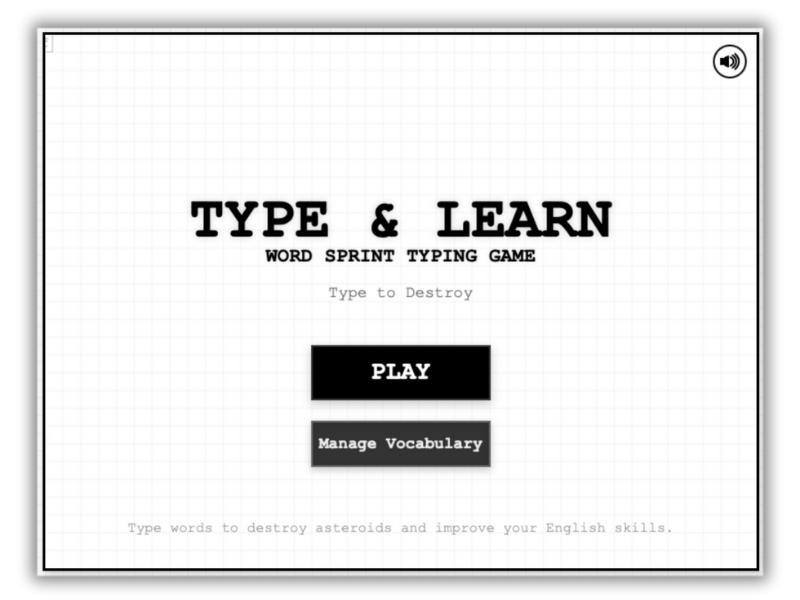 TYPE & LEARN
WORD SPRINT TYPING GAME
Type to Destroy
PLAY
Manage Vocabulary
Type words to destroy asteroids and improve your English skills.